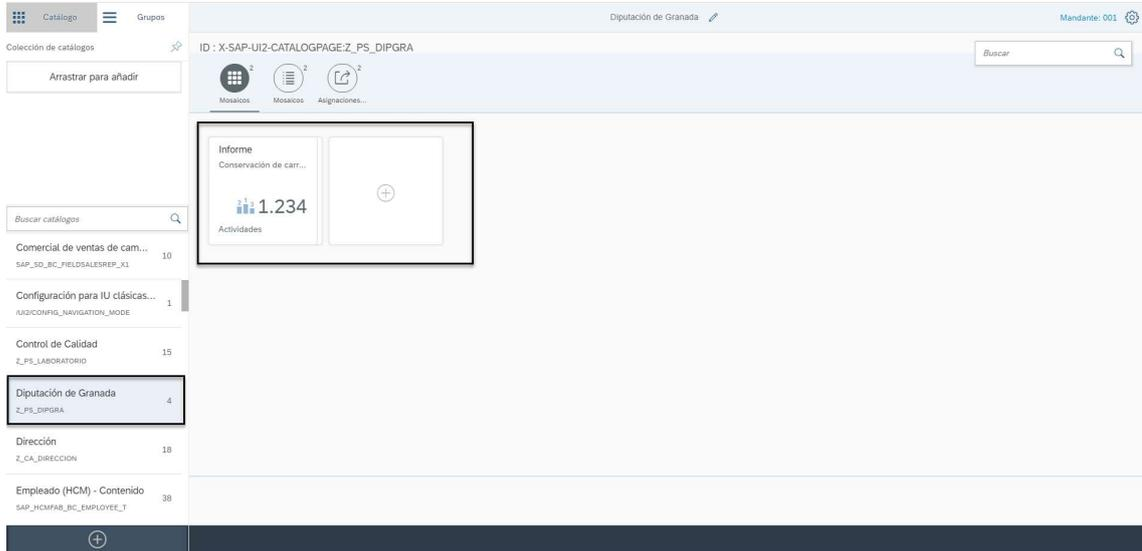 Catálogo
Grupos
Diputación de Granada
Mandante: 001
Colección de catálogos
ID : X-SAP-UI2-CATALOGPAGE:Z_PS_DIPGRA
Buscar
Arrastrar para añadir
2
2
2
Mosaicos
Mosaicos
Asignaciones...
Informe
Conservación de carr...
2 1 3
1.234
Actividades
Buscar catálogos
Comercial de ventas de cam...
10
SAP_SD_BC_FIELDSALESREP_X1
Configuración para IU clásicas...
1
/UI2/CONFIG_NAVIGATION_MODE
Control de Calidad
15
Z_PS_LABORATORIO
Diputación de Granada
4
Z_PS_DIPGRA
Dirección
18
Z_CA_DIRECCION
Empleado (HCM) - Contenido
38
SAP_HCMFAB_BC_EMPLOYEE_T